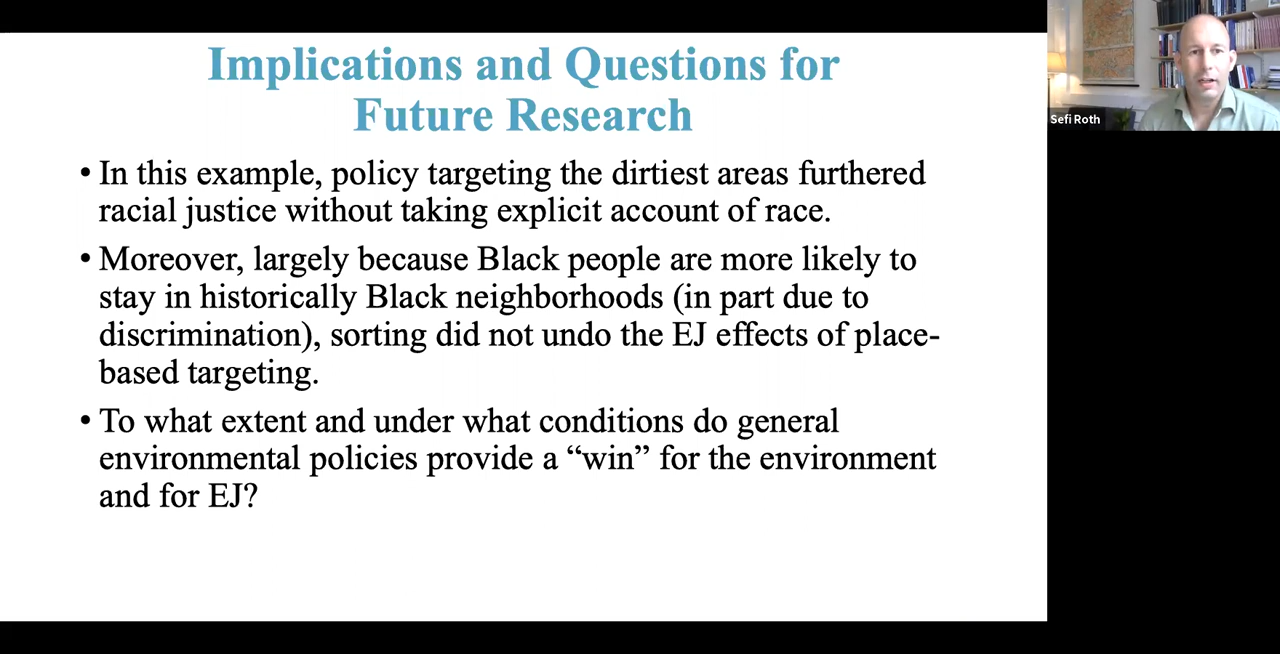 Implications and Questions for
Future Research
• In this example, policy targeting the dirtiest areas furthered
racial justice without taking explicit account of race.
• Moreover, largely because Black people are more likely to
stay in historically Black neighborhoods (in part due to
discrimination), sorting did not undo the EJ effects of place-
based targeting.
• To what extent and under what conditions do general
environmental policies provide a “win” for the environment
and for EJ?
Sefi Roth